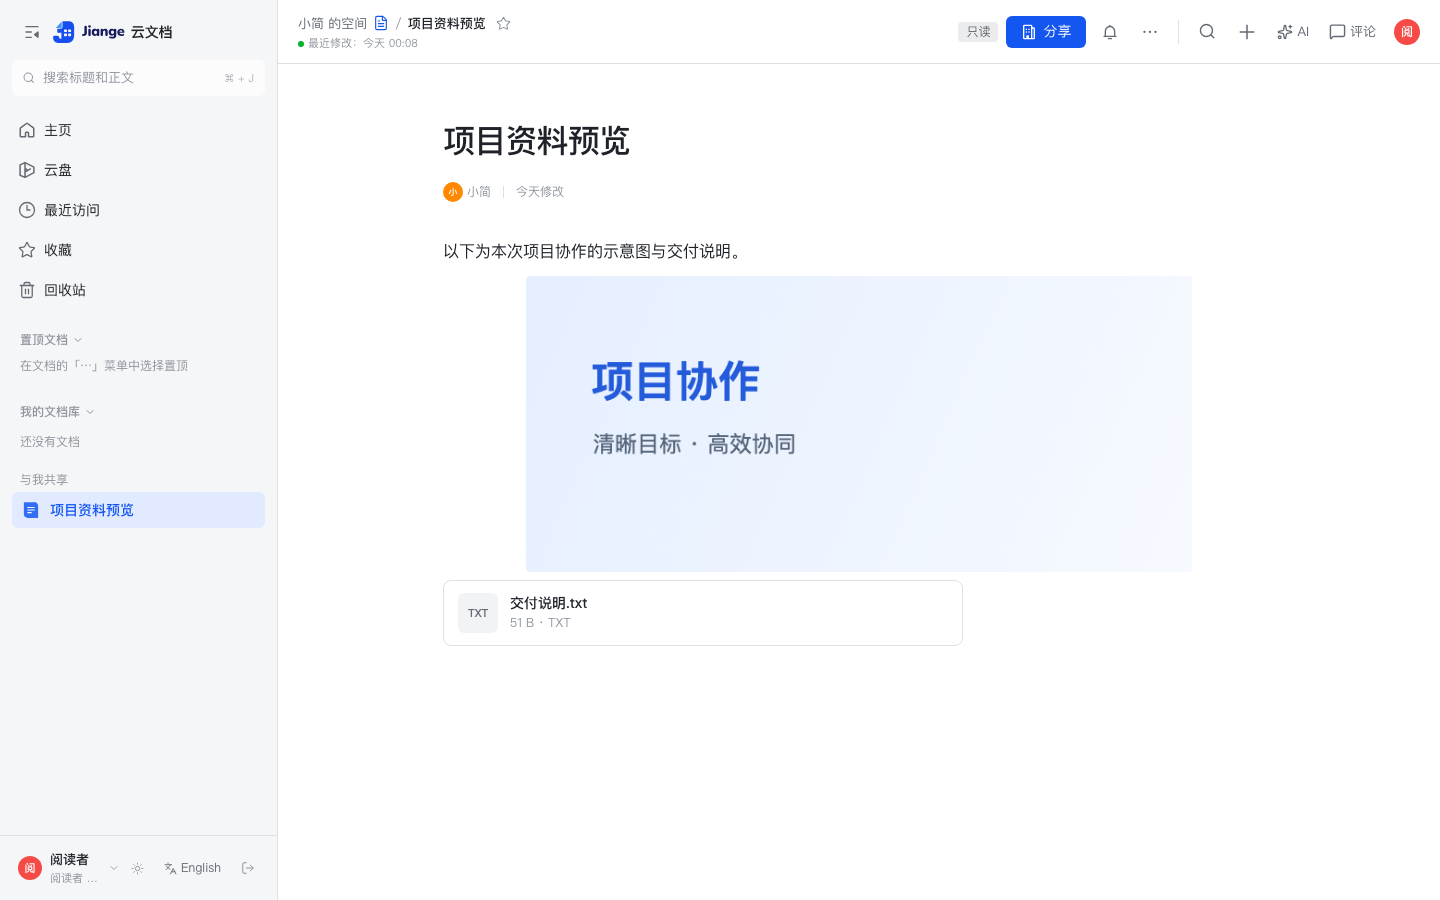 Jiange 云文档
搜索标题和正文 ⌘ + J
主页
云盘
最近访问
收藏
回收站
置顶文档
在文档的「…」菜单中选择置顶
我的文档库
还没有文档
与我共享
项目资料预览
阅 阅读者
阅读者 ...
English
小简 的空间 / 项目资料预览
最近修改：今天 00:08
只读 分享 AI 评论 阅
项目资料预览
小 小简 今天修改
以下为本次项目协作的示意图与交付说明。
项目协作
清晰目标 · 高效协同
TXT 交付说明.txt
51 B · TXT